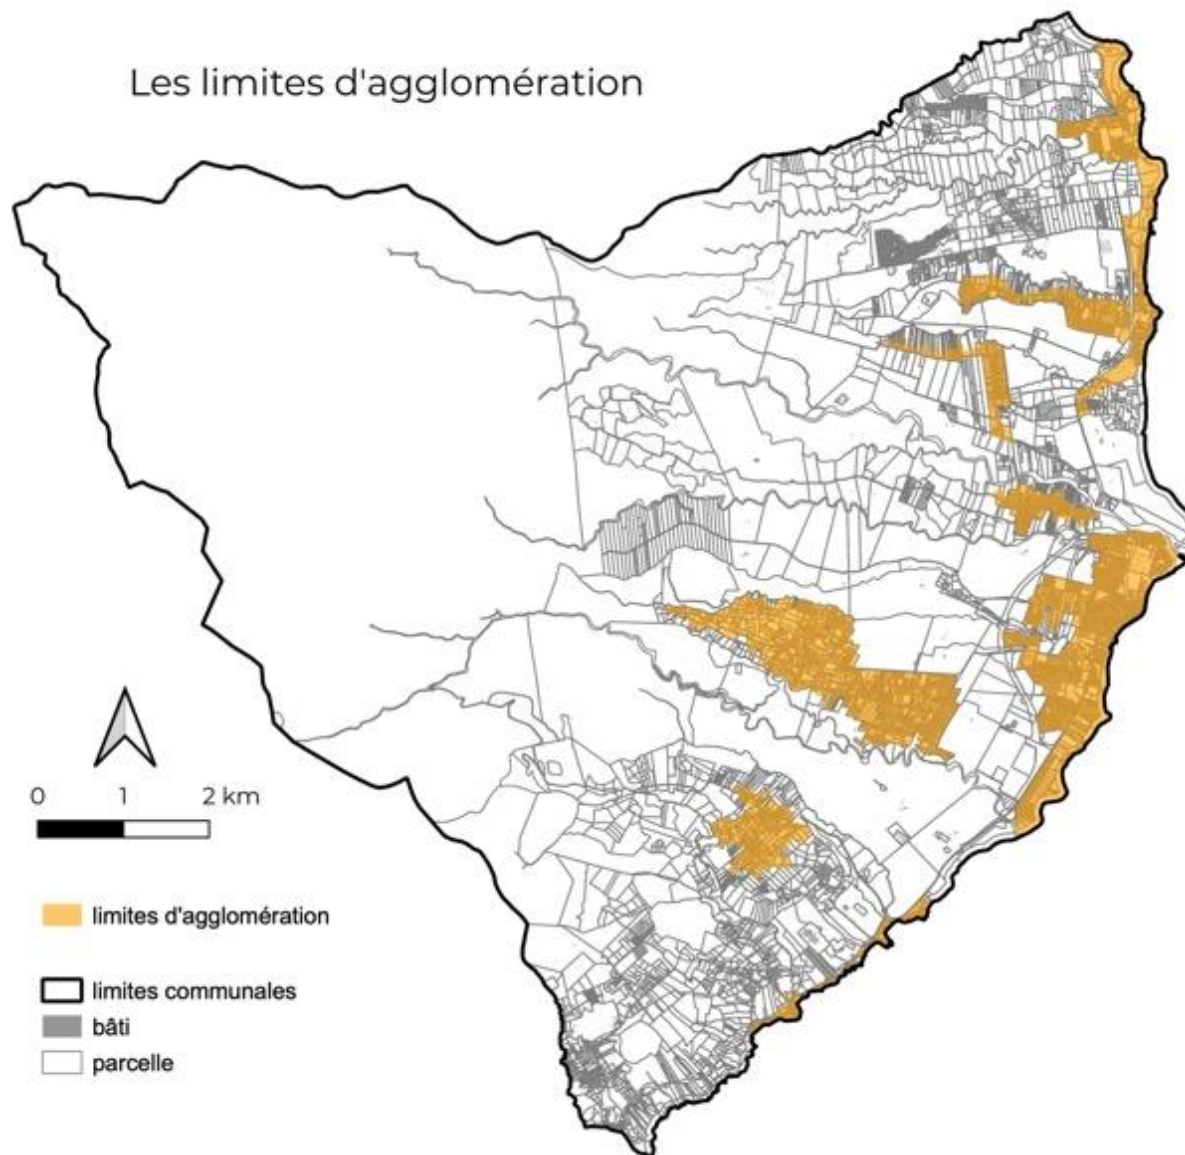 Les limites d'agglomération
0 1 2 km
limites d'agglomération
limites communales
bâti
parcelle